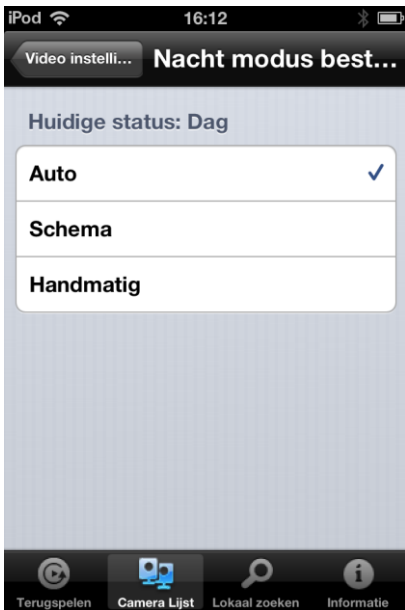 iPod 16:12
Video instelli... Nacht modus best...
Huidige status: Dag
Auto
Schema
Handmatig
Terugspelen Camera Lijst Lokaal zoeken Informatie